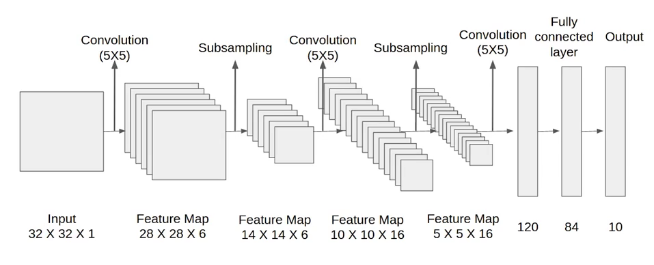 Convolution
(5X5)
Subsampling
Convolution
(5X5)
Subsampling
Convolution
(5X5)
Fully
connected
layer
Output
Input
32 X 32 X 1
Feature Map
28 X 28 X 6
Feature Map
14 X 14 X 6
Feature Map
10 X 10 X 16
Feature Map
5 X 5 X 16
120
84
10